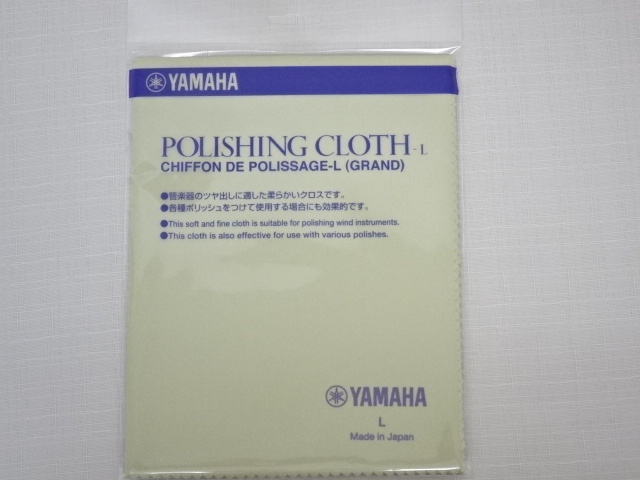 YAMAHA
POLISHING CLOTH-L
CHIFFON DE POLISSAGE-L (GRAND)
●管楽器のツヤ出しに適した柔らかいクロスです。
●各種ポリッシュをつけて使用する場合にも効果的です。
●This soft and fine cloth is suitable for polishing wind instruments.
●This cloth is also effective for use with various polishes.
YAMAHA
L
Made in Japan